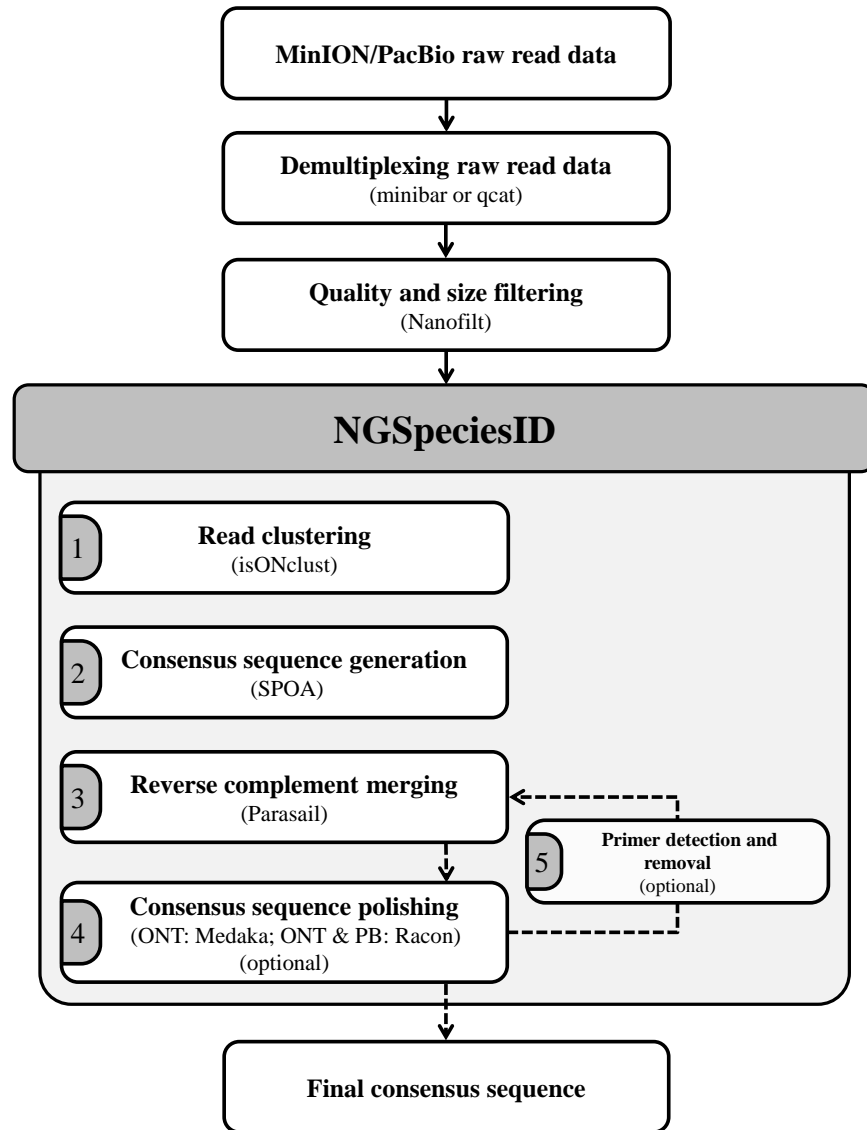 MinION/PacBio raw read data
Demultiplexing raw read data
(minibar or qcat)
Quality and size filtering
(Nanofilt)
NGSpeciesID
1
Read clustering
(isONclust)
2
Consensus sequence generation
(SPOA)
3
Reverse complement merging
(Parasail)
4
Consensus sequence polishing
(ONT: Medaka; ONT & PB: Racon)
(optional)
5
Primer detection and
removal
(optional)
Final consensus sequence